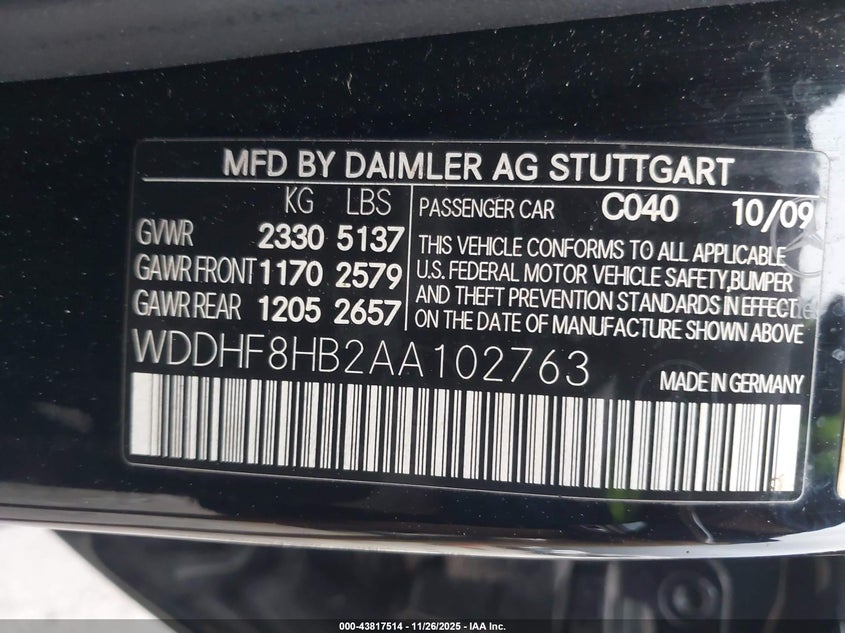 MFD BY DAIMLER AG STUTTGART
KG LBS
GVWR 2330 5137
GAWR FRONT 1170 2579
GAWR REAR 1205 2657
PASSENGER CAR C040 10/09
THIS VEHICLE CONFORMS TO ALL APPLICABLE
U.S. FEDERAL MOTOR VEHICLE SAFETY,BUMPER
AND THEFT PREVENTION STANDARDS IN EFFECT
ON THE DATE OF MANUFACTURE SHOWN ABOVE
WDDHF8HB2AA102763
MADE IN GERMANY
000-43817514 - 11/26/2025 - IAA Inc.